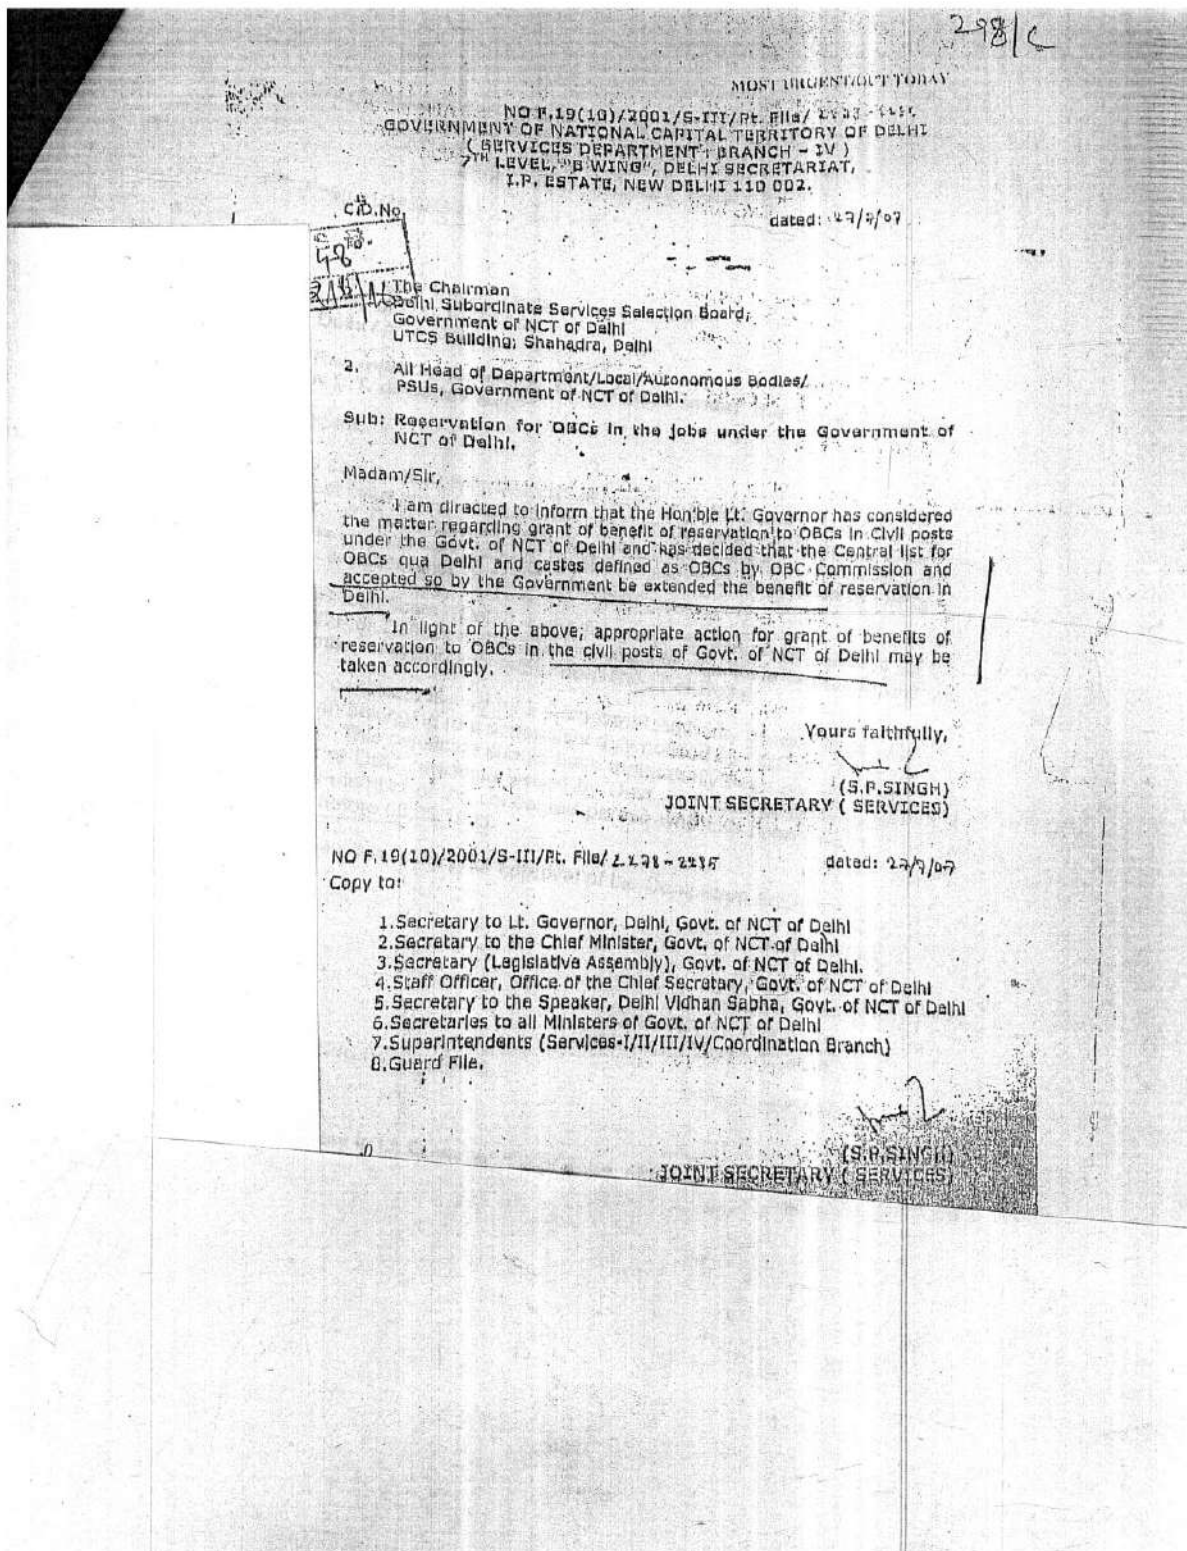 298/C
MOST URGENT/OUT TODAY
NO F.19(10)/2001/S-III/Pt. File/
GOVERNMENT OF NATIONAL CAPITAL TERRITORY OF DELHI
( SERVICES DEPARTMENT : BRANCH - IV )
7TH LEVEL, "B WING", DELHI SECRETARIAT,
I.P. ESTATE, NEW DELHI 110 002.
dated: 27/7/07
The Chairman
Delhi Subordinate Services Selection Board,
Government of NCT of Delhi
UTCS Building, Shahadra, Delhi
2. All Head of Department/Local/Autonomous Bodies/
PSUs, Government of NCT of Delhi.
Sub: Reservation for OBCs in the jobs under the Government of
NCT of Delhi.
Madam/Sir,
I am directed to inform that the Hon'ble Lt. Governor has considered
the matter regarding grant of benefit of reservation to OBCs in Civil posts
under the Govt. of NCT of Delhi and has decided that the Central list for
OBCs qua Delhi and castes defined as OBCs by OBC Commission and
accepted so by the Government be extended the benefit of reservation in
Delhi.
In light of the above, appropriate action for grant of benefits of
reservation to OBCs in the civil posts of Govt. of NCT of Delhi may be
taken accordingly.
Yours faithfully,
(S.P.SINGH)
JOINT SECRETARY ( SERVICES)
NO F.19(10)/2001/S-III/Pt. File/ dated: 27/7/07
Copy to:
1.Secretary to Lt. Governor, Delhi, Govt. of NCT of Delhi
2.Secretary to the Chief Minister, Govt. of NCT of Delhi
3.Secretary (Legislative Assembly), Govt. of NCT of Delhi.
4.Staff Officer, Office of the Chief Secretary, Govt. of NCT of Delhi
5.Secretary to the Speaker, Delhi Vidhan Sabha, Govt. of NCT of Delhi
6.Secretaries to all Ministers of Govt. of NCT of Delhi
7.Superintendents (Services-I/II/III/IV/Coordination Branch)
8.Guard File.
(S.P.SINGH)
JOINT SECRETARY ( SERVICES)